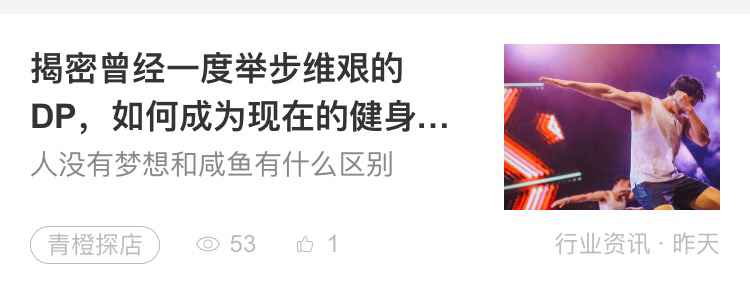 揭密曾经一度举步维艰的
DP，如何成为现在的健身…
人没有梦想和咸鱼有什么区别
青橙探店 53 1 行业资讯 · 昨天